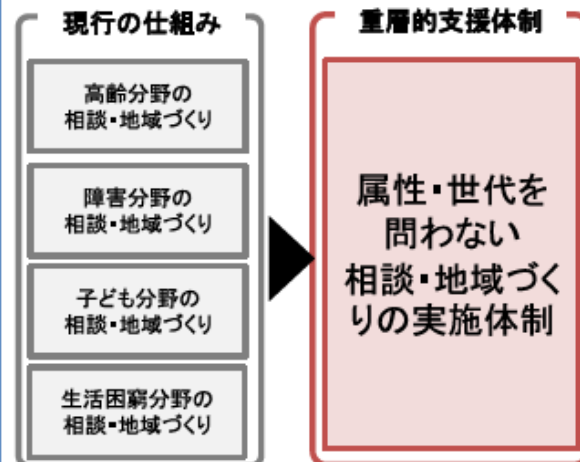 現行の仕組み
高齢分野の
相談・地域づくり
障害分野の
相談・地域づくり
子ども分野の
相談・地域づくり
生活困窮分野の
相談・地域づくり
重層的支援体制
属性・世代を
問わない
相談・地域づく
りの実施体制